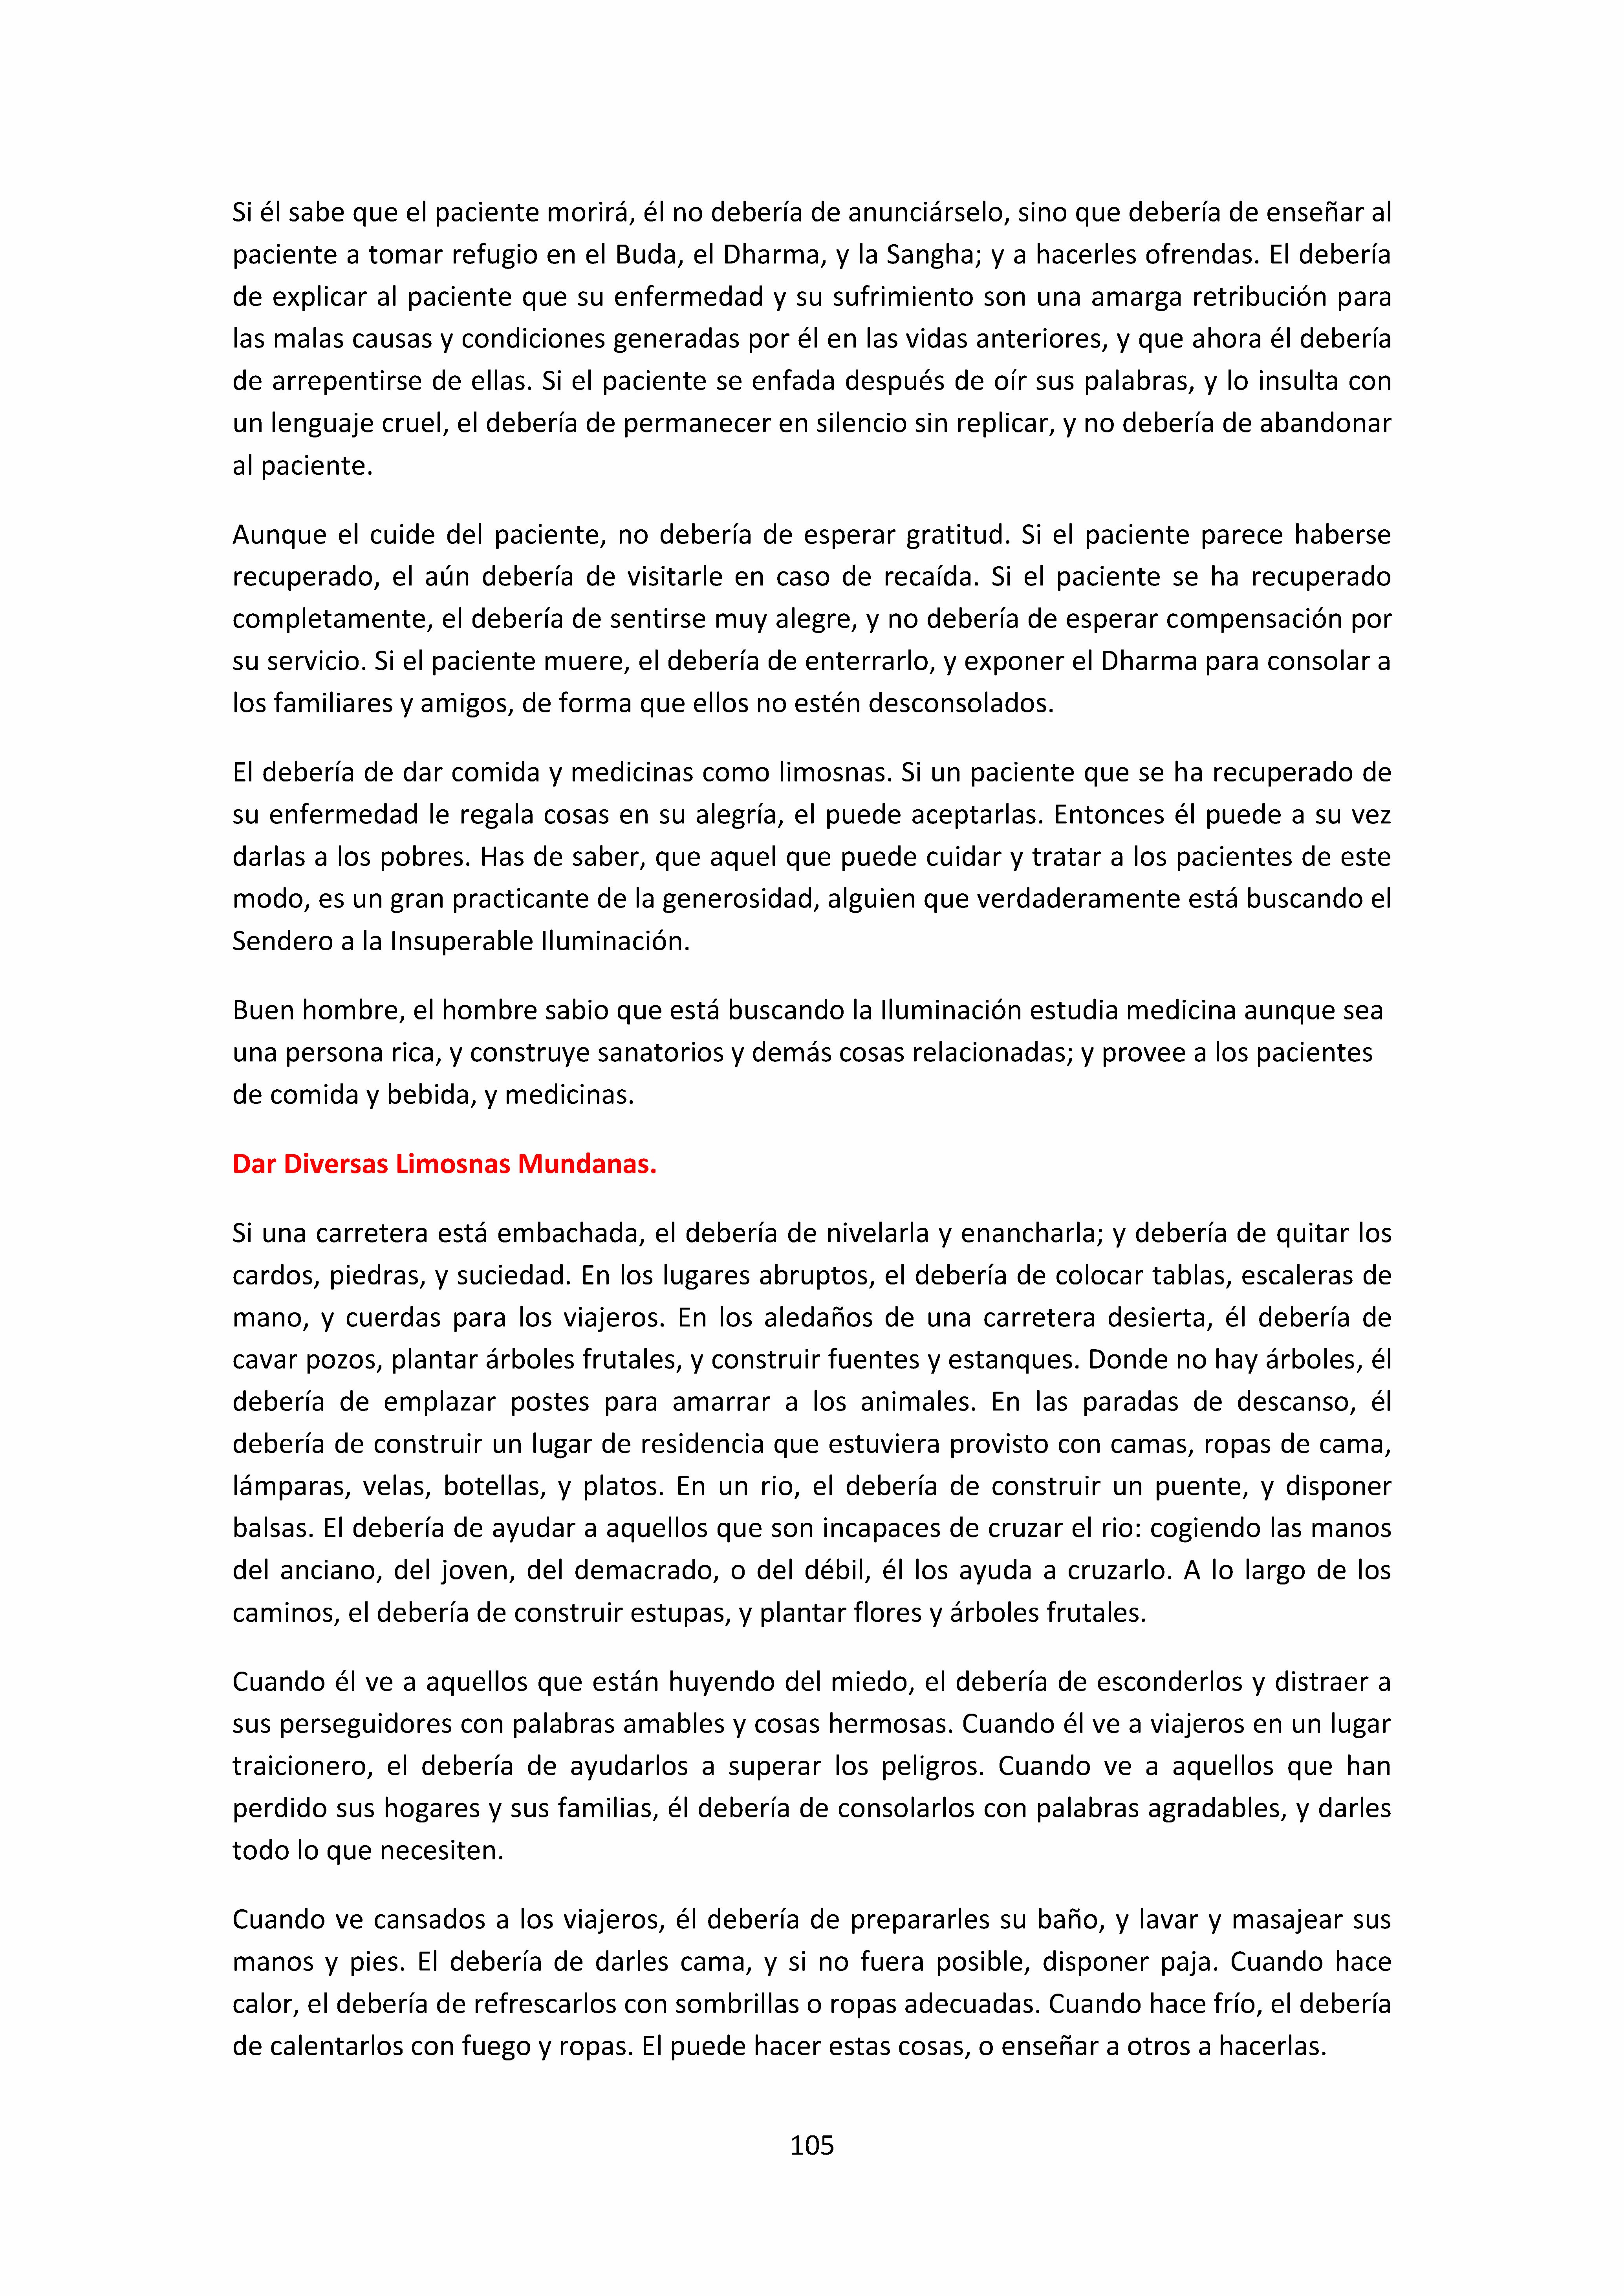 Si él sabe que el paciente morirá, él no debería de anunciárselo, sino que debería de enseñar al
paciente a tomar refugio en el Buda, el Dharma, y la Sangha; y a hacerles ofrendas. El debería
de explicar al paciente que su enfermedad y su sufrimiento son una amarga retribución para
las malas causas y condiciones generadas por él en las vidas anteriores, y que ahora él debería
de arrepentirse de ellas. Si el paciente se enfada después de oír sus palabras, y lo insulta con
un lenguaje cruel, el debería de permanecer en silencio sin replicar, y no debería de abandonar
al paciente.
Aunque el cuide del paciente, no debería de esperar gratitud. Si el paciente parece haberse
recuperado, el aún debería de visitarle en caso de recaída. Si el paciente se ha recuperado
completamente, el debería de sentirse muy alegre, y no debería de esperar compensación por
su servicio. Si el paciente muere, el debería de enterrarlo, y exponer el Dharma para consolar a
los familiares y amigos, de forma que ellos no estén desconsolados.
El debería de dar comida y medicinas como limosnas. Si un paciente que se ha recuperado de
su enfermedad le regala cosas en su alegría, el puede aceptarlas. Entonces él puede a su vez
darlas a los pobres. Has de saber, que aquel que puede cuidar y tratar a los pacientes de este
modo, es un gran practicante de la generosidad, alguien que verdaderamente está buscando el
Sendero a la Insuperable Iluminación.
Buen hombre, el hombre sabio que está buscando la Iluminación estudia medicina aunque sea
una persona rica, y construye sanatorios y demás cosas relacionadas; y provee a los pacientes
de comida y bebida, y medicinas.
Dar Diversas Limosnas Mundanas.
Si una carretera está embachada, el debería de nivelarla y enancharla; y debería de quitar los
cardos, piedras, y suciedad. En los lugares abruptos, el debería de colocar tablas, escaleras de
mano, y cuerdas para los viajeros. En los aledaños de una carretera desierta, él debería de
cavar pozos, plantar árboles frutales, y construir fuentes y estanques. Donde no hay árboles, él
debería de emplazar postes para amarrar a los animales. En las paradas de descanso, él
debería de construir un lugar de residencia que estuviera provisto con camas, ropas de cama,
lámparas, velas, botellas, y platos. En un rio, el debería de construir un puente, y disponer
balsas. El debería de ayudar a aquellos que son incapaces de cruzar el rio: cogiendo las manos
del anciano, del joven, del demacrado, o del débil, él los ayuda a cruzarlo. A lo largo de los
caminos, el debería de construir estupas, y plantar flores y árboles frutales.
Cuando él ve a aquellos que están huyendo del miedo, el debería de esconderlos y distraer a
sus perseguidores con palabras amables y cosas hermosas. Cuando él ve a viajeros en un lugar
traicionero, el debería de ayudarlos a superar los peligros. Cuando ve a aquellos que han
perdido sus hogares y sus familias, él debería de consolarlos con palabras agradables, y darles
todo lo que necesiten.
Cuando ve cansados a los viajeros, él debería de prepararles su baño, y lavar y masajear sus
manos y pies. El debería de darles cama, y si no fuera posible, disponer paja. Cuando hace
calor, el debería de refrescarlos con sombrillas o ropas adecuadas. Cuando hace frío, el debería
de calentarlos con fuego y ropas. El puede hacer estas cosas, o enseñar a otros a hacerlas.
105